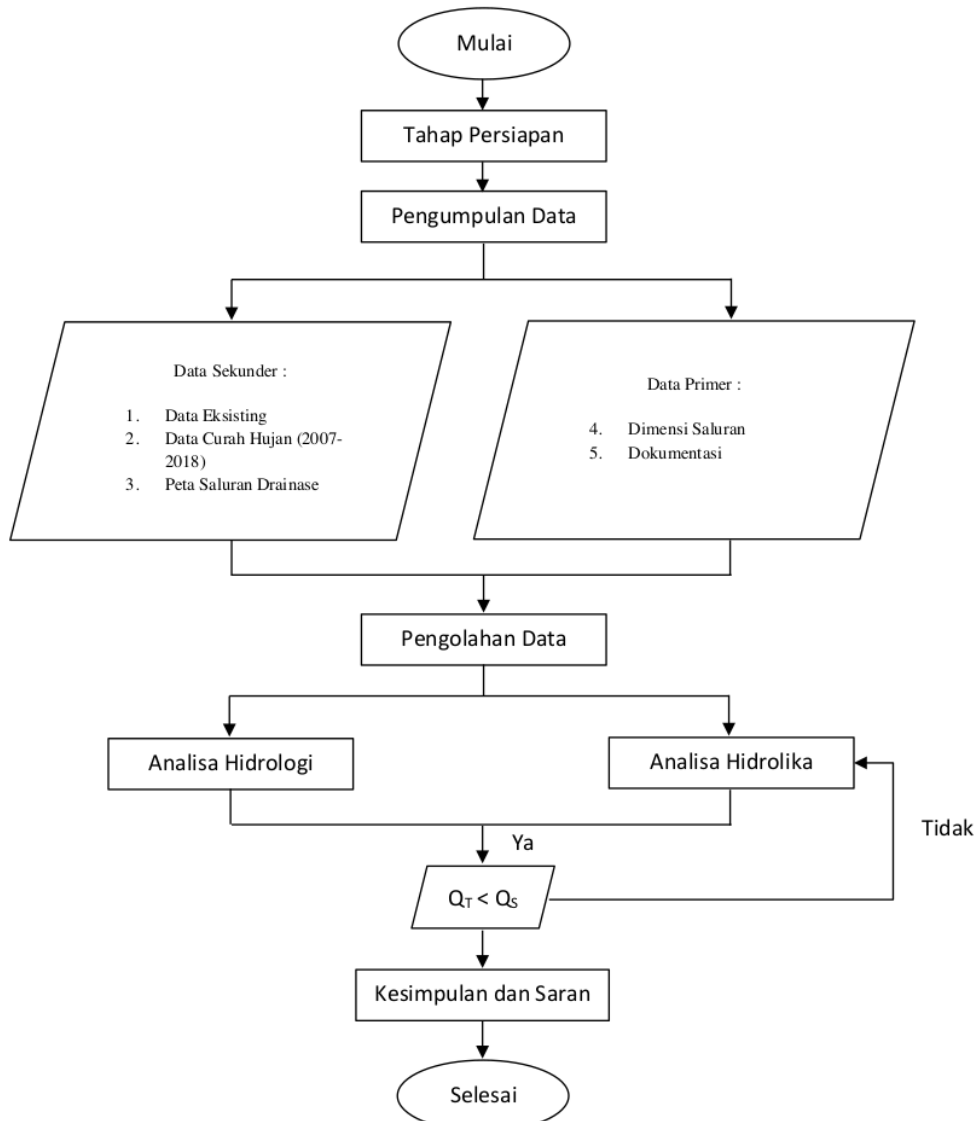 Mulai
Tahap Persiapan
Pengumpulan Data
Data Sekunder :
1. Data Eksisting
2. Data Curah Hujan (2007-
2018)
3. Peta Saluran Drainase
Data Primer :
4. Dimensi Saluran
5. Dokumentasi
Pengolahan Data
Analisa Hidrologi
Analisa Hidrolika
Tidak
Ya
QT < QS
Kesimpulan dan Saran
Selesai